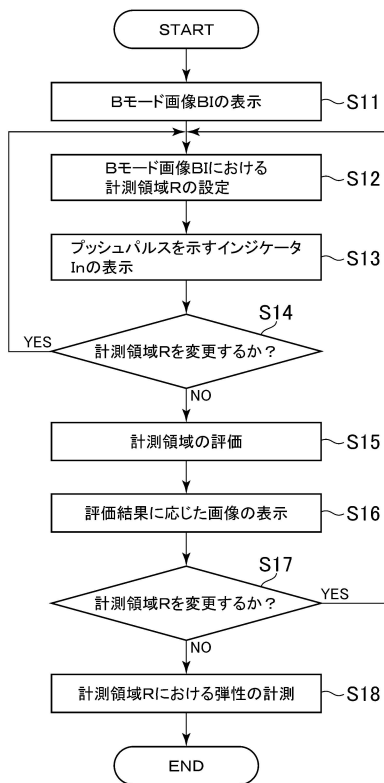 START
Bモード画像BIの表示
S11
Bモード画像BIにおける
計測領域Rの設定
S12
プッシュパルスを示すインジケータ
Inの表示
S13
S14
計測領域Rを変更するか？
YES
NO
計測領域の評価
S15
評価結果に応じた画像の表示
S16
S17
計測領域Rを変更するか？
YES
NO
計測領域Rにおける弾性の計測
S18
END